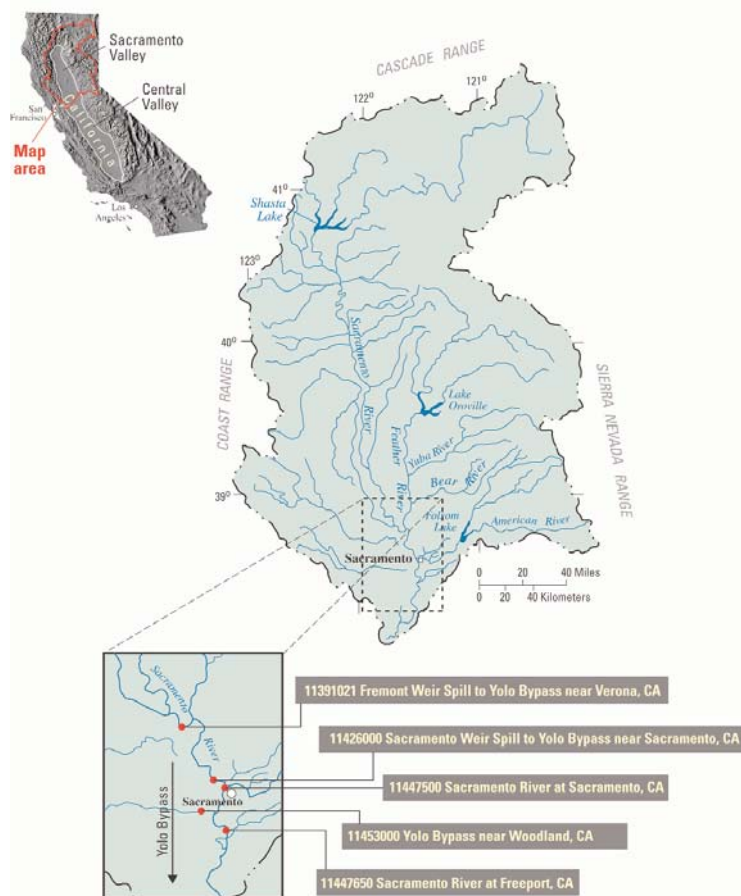 Sacramento
Valley
Central
Valley
San
Francisco
California
Map
area
Los
Angeles
CASCADE RANGE
122°
121°
41°
Shasta
Lake
123°
Sacramento
River
40°
COAST RANGE
SIERRA NEVADA RANGE
Lake
Oroville
Feather
River
Yuba River
Bear River
39°
Folsom
Lake
American River
Sacramento
0 20 40 Miles
0 20 40 Kilometers
Sacramento
River
11391021 Fremont Weir Spill to Yolo Bypass near Verona, CA
11426000 Sacramento Weir Spill to Yolo Bypass near Sacramento, CA
11447500 Sacramento River at Sacramento, CA
Sacramento
Yolo Bypass
11453000 Yolo Bypass near Woodland, CA
11447650 Sacramento River at Freeport, CA